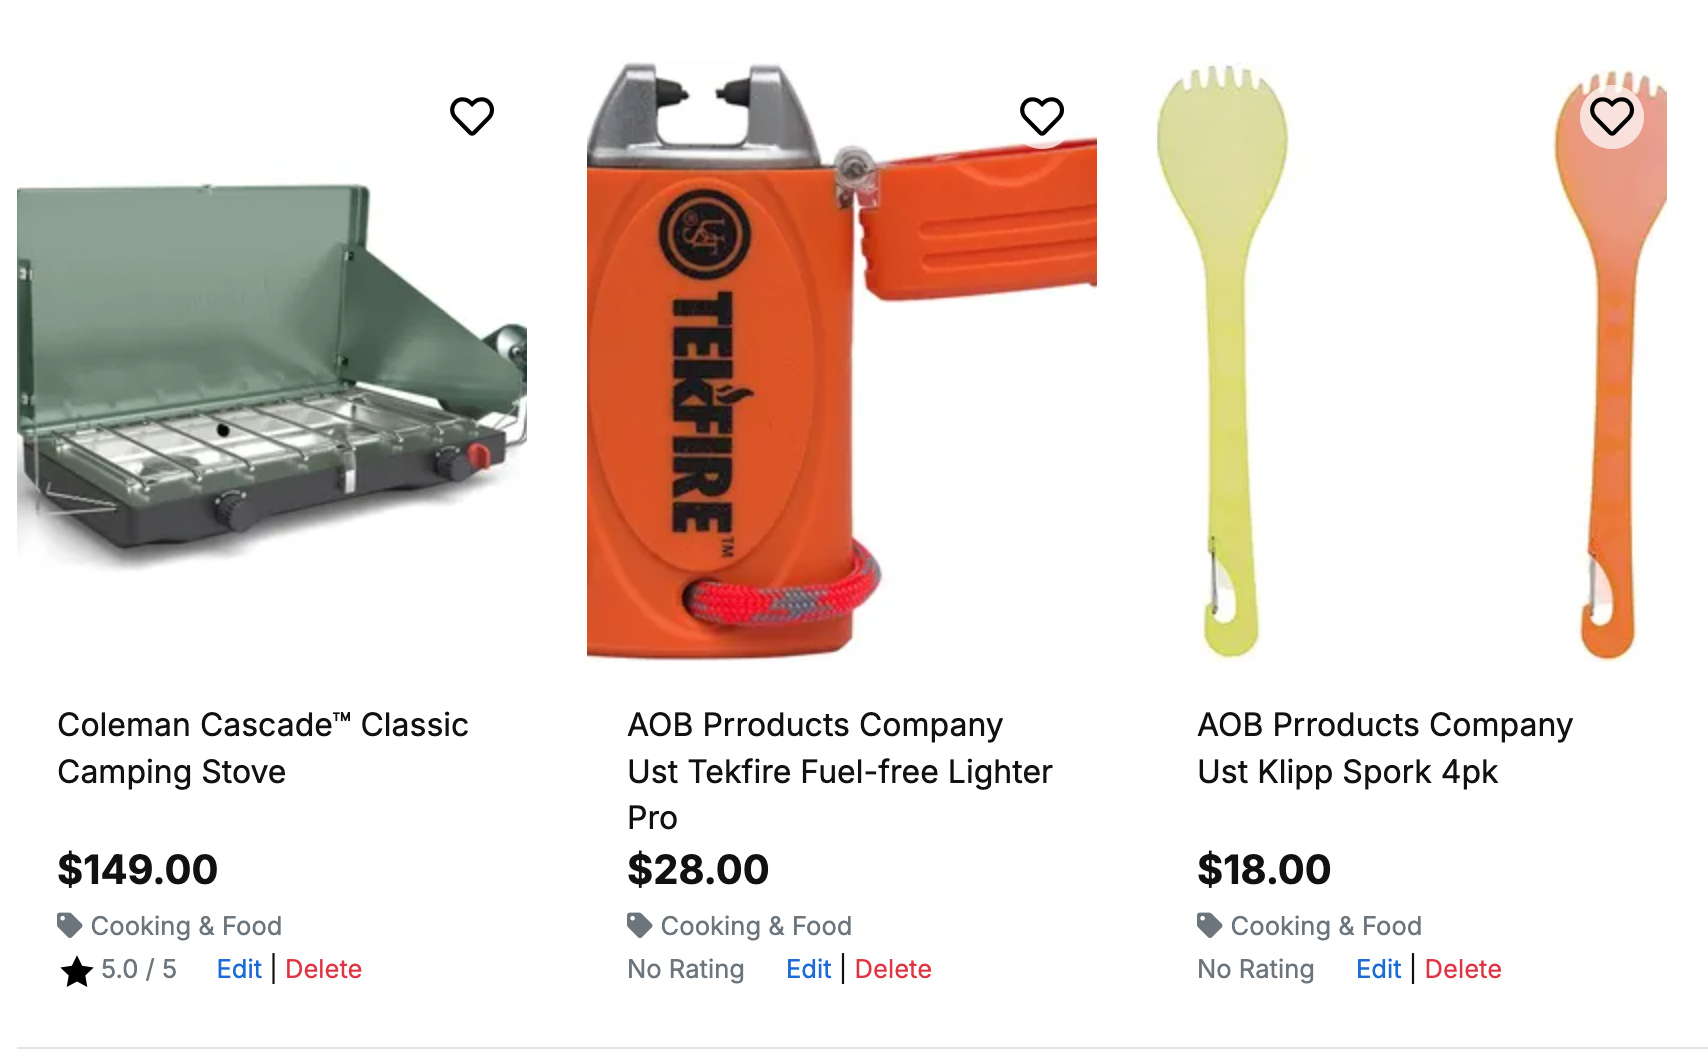 UST
®
TEKFIRE™
Coleman Cascade™ Classic
Camping Stove
$149.00
Cooking & Food
5.0 / 5 Edit | Delete
AOB Prroducts Company
Ust Tekfire Fuel-free Lighter
Pro
$28.00
Cooking & Food
No Rating Edit | Delete
AOB Prroducts Company
Ust Klipp Spork 4pk
$18.00
Cooking & Food
No Rating Edit | Delete